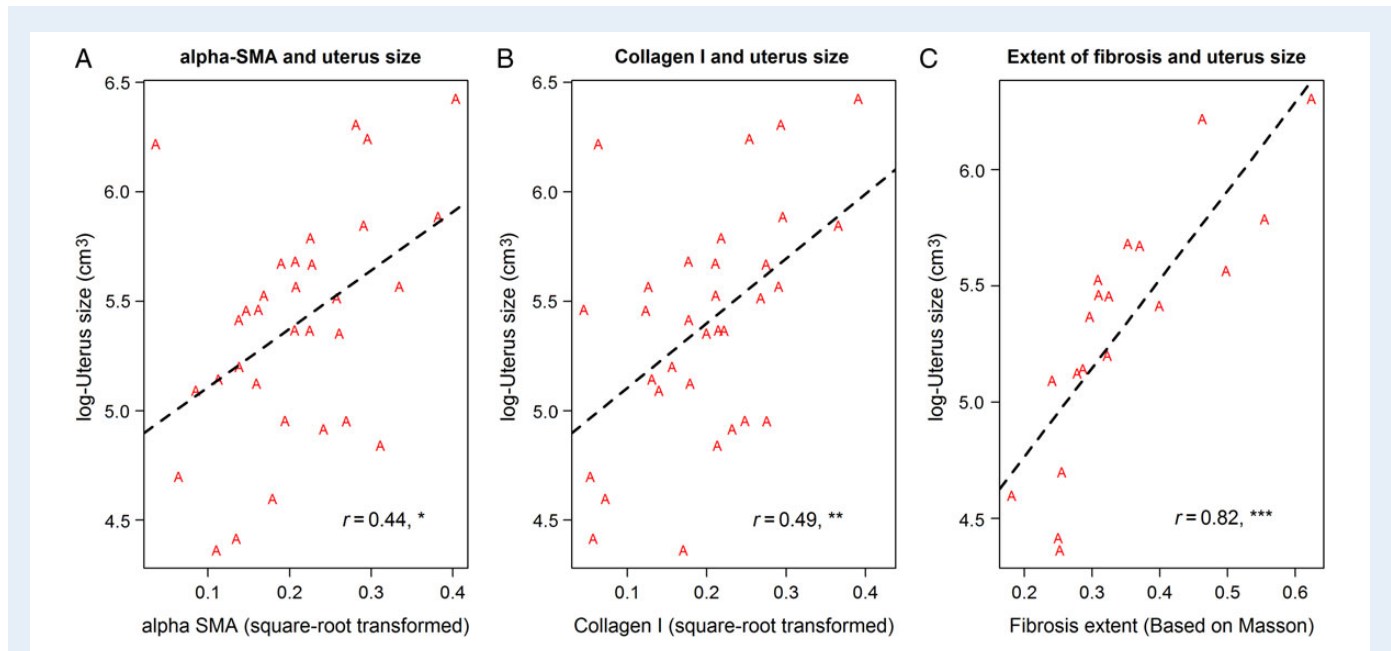 A alpha-SMA and uterus size
6.5
6.0
5.5
5.0
4.5
log-Uterus size (cm³)
r = 0.44, *
0.1 0.2 0.3 0.4
alpha SMA (square-root transformed)
B Collagen I and uterus size
6.5
6.0
5.5
5.0
4.5
log-Uterus size (cm³)
r = 0.49, **
0.1 0.2 0.3 0.4
Collagen I (square-root transformed)
C Extent of fibrosis and uterus size
6.0
5.5
5.0
4.5
log-Uterus size (cm³)
r = 0.82, ***
0.2 0.3 0.4 0.5 0.6
Fibrosis extent (Based on Masson)